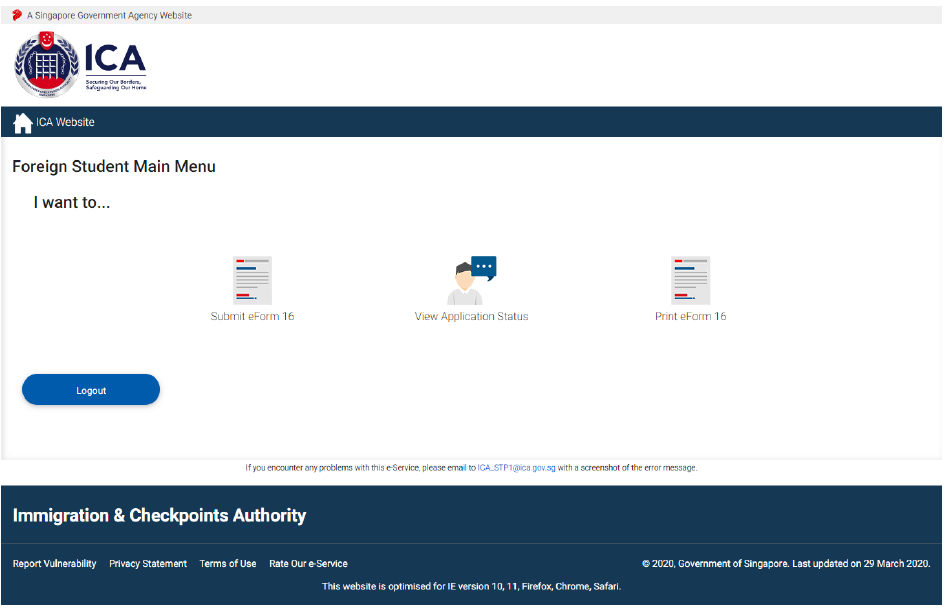 A Singapore Government Agency Website
ICA
Securing Our Borders,
Safeguarding Our Home
ICA Website
Foreign Student Main Menu
I want to...
Submit eForm 16
View Application Status
Print eForm 16
Logout
If you encounter any problems with this e-Service, please email to ICA_STP1@ica.gov.sg with a screenshot of the error message.
Immigration & Checkpoints Authority
Report Vulnerability Privacy Statement Terms of Use Rate Our e-Service
© 2020, Government of Singapore. Last updated on 29 March 2020.
This website is optimised for IE version 10, 11, Firefox, Chrome, Safari.